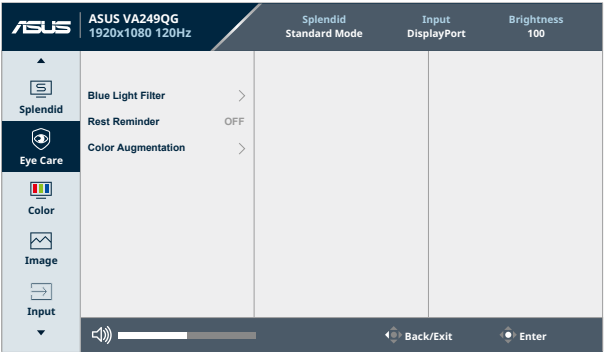 ASUS
ASUS VA249QG
1920x1080 120Hz
Splendid
Standard Mode
Input
DisplayPort
Brightness
100
S
Splendid
Eye Care
Color
Image
Input
Blue Light Filter
Rest Reminder OFF
Color Augmentation
Back/Exit
Enter